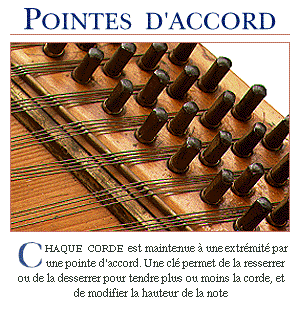 POINTES D'ACCORD
CHAQUE CORDE est maintenue à une extrémité par
une pointe d'accord. Une clé permet de la resserrer
ou de la desserrer pour tendre plus ou moins la corde, et
de modifier la hauteur de la note